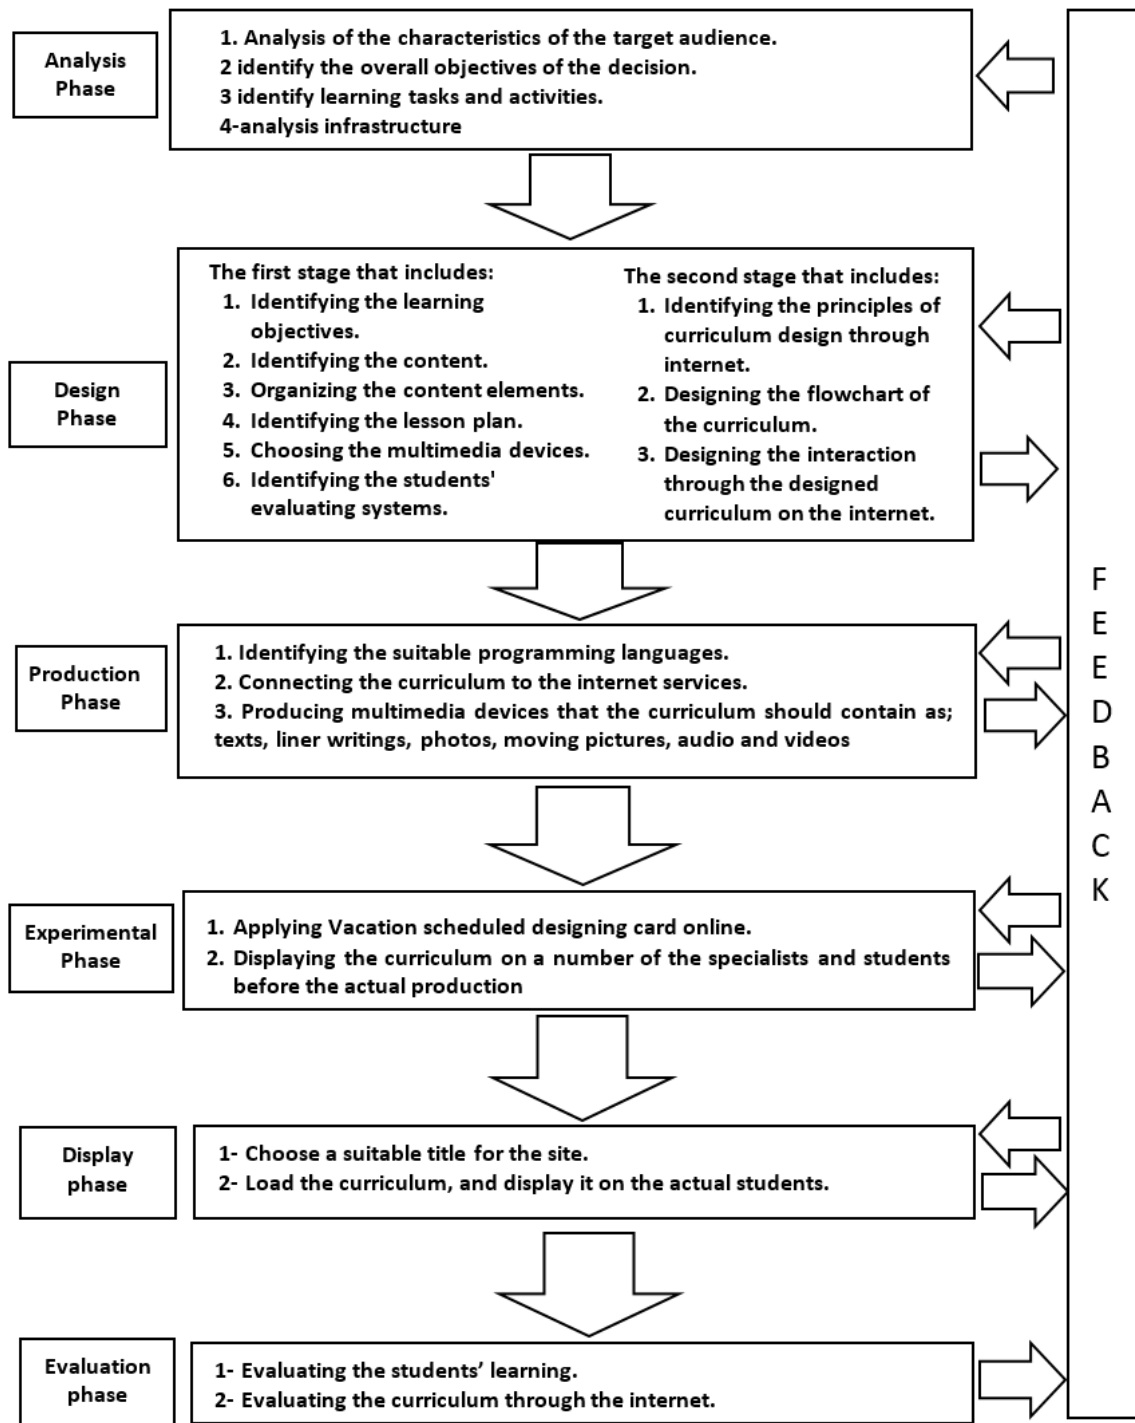 Analysis
Phase
1. Analysis of the characteristics of the target audience.
2 identify the overall objectives of the decision.
3 identify learning tasks and activities.
4-analysis infrastructure
Design
Phase
The first stage that includes:
1. Identifying the learning
objectives.
2. Identifying the content.
3. Organizing the content elements.
4. Identifying the lesson plan.
5. Choosing the multimedia devices.
6. Identifying the students'
evaluating systems.
The second stage that includes:
1. Identifying the principles of
curriculum design through
internet.
2. Designing the flowchart of
the curriculum.
3. Designing the interaction
through the designed
curriculum on the internet.
Production
Phase
1. Identifying the suitable programming languages.
2. Connecting the curriculum to the internet services.
3. Producing multimedia devices that the curriculum should contain as;
texts, liner writings, photos, moving pictures, audio and videos
Experimental
Phase
1. Applying Vacation scheduled designing card online.
2. Displaying the curriculum on a number of the specialists and students
before the actual production
Display
phase
1- Choose a suitable title for the site.
2- Load the curriculum, and display it on the actual students.
Evaluation
phase
1- Evaluating the students’ learning.
2- Evaluating the curriculum through the internet.
F
E
E
D
B
A
C
K